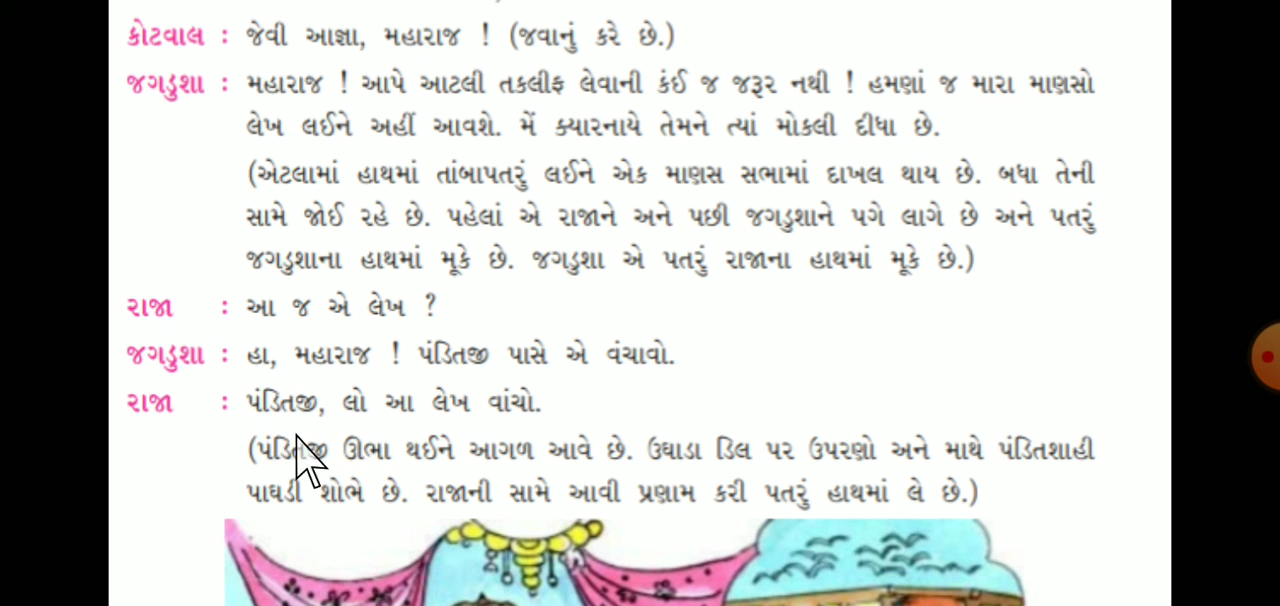 કોટવાલ : જેવી આજ્ઞા, મહારાજ ! (જવાનું કરે છે.)
જગડુશા : મહારાજ ! આપે આટલી તકલીફ લેવાની કંઈ જ જરૂર નથી ! હમણાં જ મારા માણસો
લેખ લઈને અહીં આવશે. મેં ક્યારનાયે તેમને ત્યાં મોકલી દીધા છે.
(એટલામાં હાથમાં તાંબાપતરું લઈને એક માણસ સભામાં દાખલ થાય છે. બધા તેની
સામે જોઈ રહે છે. પહેલાં એ રાજાને અને પછી જગડુશાને પગે લાગે છે અને પતરું
જગડુશાના હાથમાં મૂકે છે. જગડુશા એ પતરું રાજાના હાથમાં મૂકે છે.)
રાજા : આ જ એ લેખ ?
જગડુશા : હા, મહારાજ ! પંડિતજી પાસે એ વંચાવો.
રાજા : પંડિતજી, લો આ લેખ વાંચો.
(પંડિતજી ઊભા થઈને આગળ આવે છે. ઉઘાડા ડિલ પર ઉપરણો અને માથે પંડિતશાહી
પાઘડી શોભે છે. રાજાની સામે આવી પ્રણામ કરી પતરું હાથમાં લે છે.)